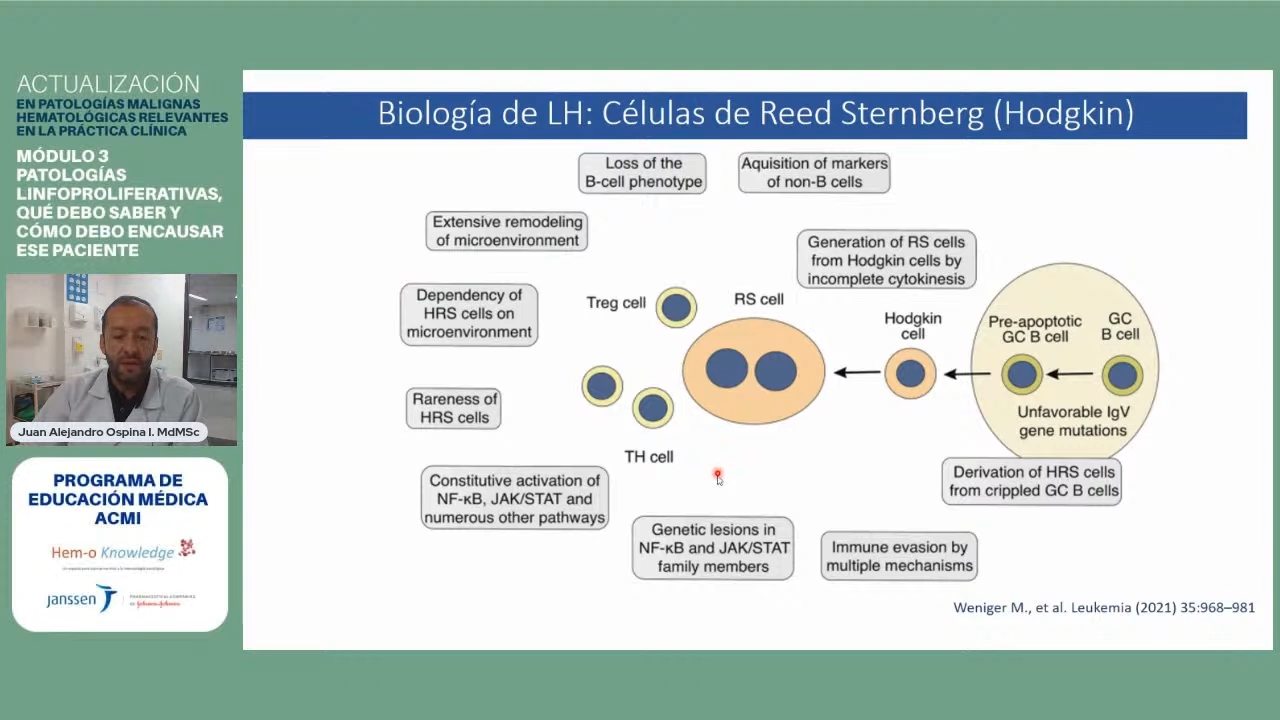 ACTUALIZACIÓN
EN PATOLOGÍAS MALIGNAS
HEMATOLÓGICAS RELEVANTES
EN LA PRÁCTICA CLÍNICA
MÓDULO 3
PATOLOGÍAS
LINFOPROLIFERATIVAS,
QUÉ DEBO SABER Y
CÓMO DEBO ENCAUSAR
ESE PACIENTE
Juan Alejandro Ospina I. MdMSc
PROGRAMA DE
EDUCACIÓN MÉDICA
ACMI
Hem-o Knowledge
janssen
PHARMACEUTICAL COMPANIES
OF Johnson & Johnson
Biología de LH: Células de Reed Sternberg (Hodgkin)
Loss of the
B-cell phenotype
Aquisition of markers
of non-B cells
Extensive remodeling
of microenvironment
Generation of RS cells
from Hodgkin cells by
incomplete cytokinesis
Dependency of
HRS cells on
microenvironment
Treg cell
RS cell
Hodgkin
cell
Pre-apoptotic
GC B cell
GC
B cell
Rareness of
HRS cells
Unfavorable IgV
gene mutations
TH cell
Constitutive activation of
NF-κB, JAK/STAT and
numerous other pathways
Derivation of HRS cells
from crippled GC B cells
Genetic lesions in
NF-κB and JAK/STAT
family members
Immune evasion by
multiple mechanisms
Weniger M., et al. Leukemia (2021) 35:968–981